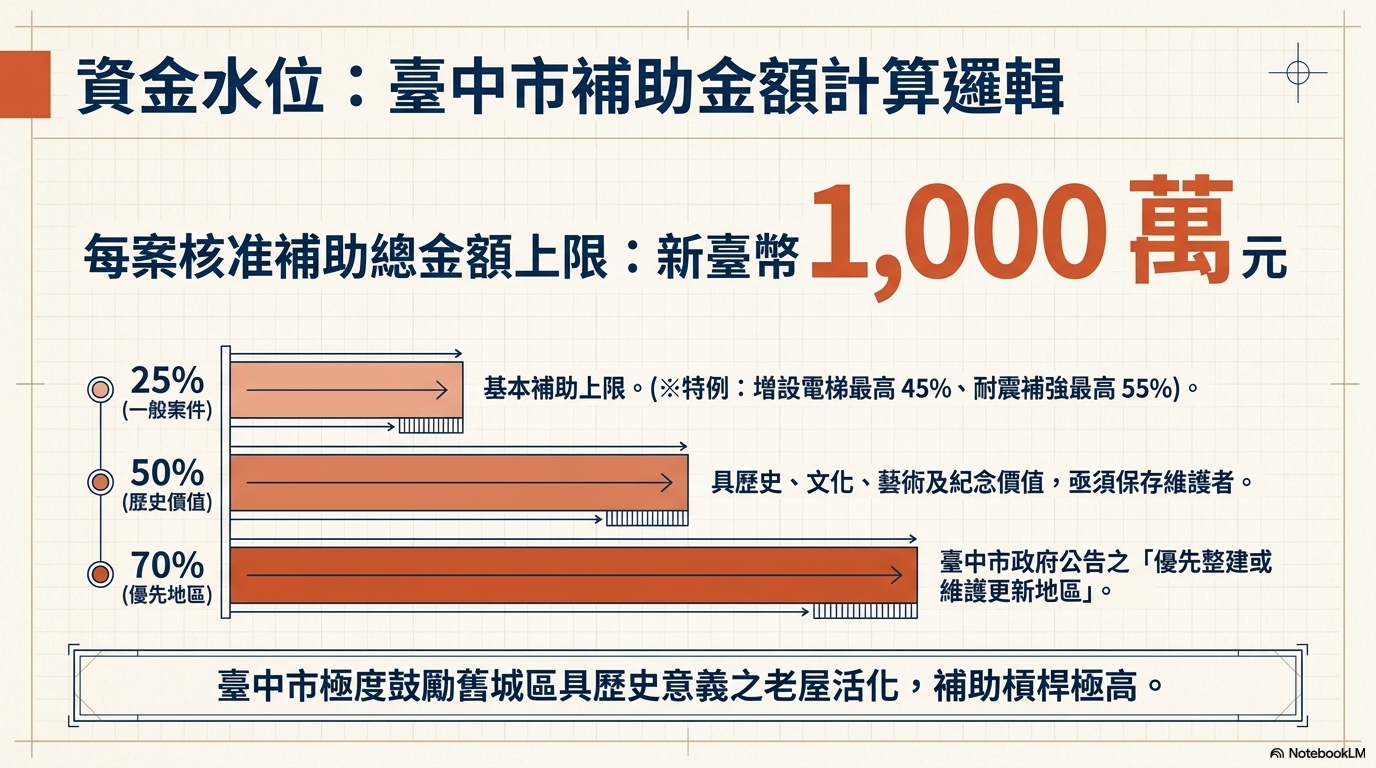 資金水位：臺中市補助金額計算邏輯
每案核准補助總金額上限：新臺幣1,000 萬元
25%
(一般案件)
基本補助上限。(※特例：增設電梯最高 45%、耐震補強最高 55%)。
50%
(歷史價值)
具歷史、文化、藝術及紀念價值，亟須保存維護者。
70%
(優先地區)
臺中市政府公告之「優先整建或
維護更新地區」。
臺中市極度鼓勵舊城區具歷史意義之老屋活化，補助槓桿極高。
NotebookLM